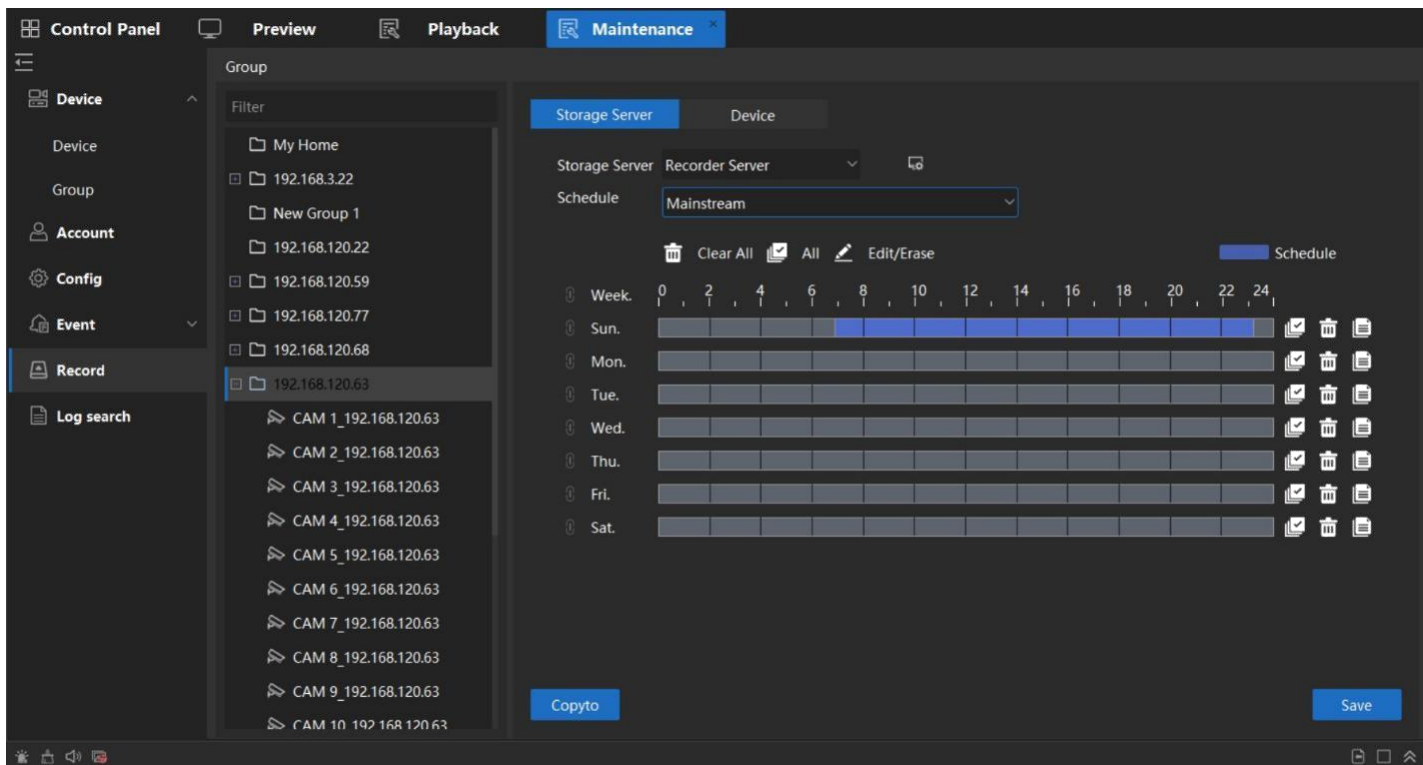 Control Panel Preview Playback Maintenance ×
Group
Device
Device
Group
Account
Config
Event
Record
Log search
Filter
My Home
192.168.3.22
New Group 1
192.168.120.22
192.168.120.59
192.168.120.77
192.168.120.68
192.168.120.63
CAM 1_192.168.120.63
CAM 2_192.168.120.63
CAM 3_192.168.120.63
CAM 4_192.168.120.63
CAM 5_192.168.120.63
CAM 6_192.168.120.63
CAM 7_192.168.120.63
CAM 8_192.168.120.63
CAM 9_192.168.120.63
CAM 10_192.168.120.63
Storage Server Device
Storage Server Recorder Server
Schedule Mainstream
Clear All All Edit/Erase Schedule
Week. 0 2 4 6 8 10 12 14 16 18 20 22 24
Sun.
Mon.
Tue.
Wed.
Thu.
Fri.
Sat.
Copyto Save